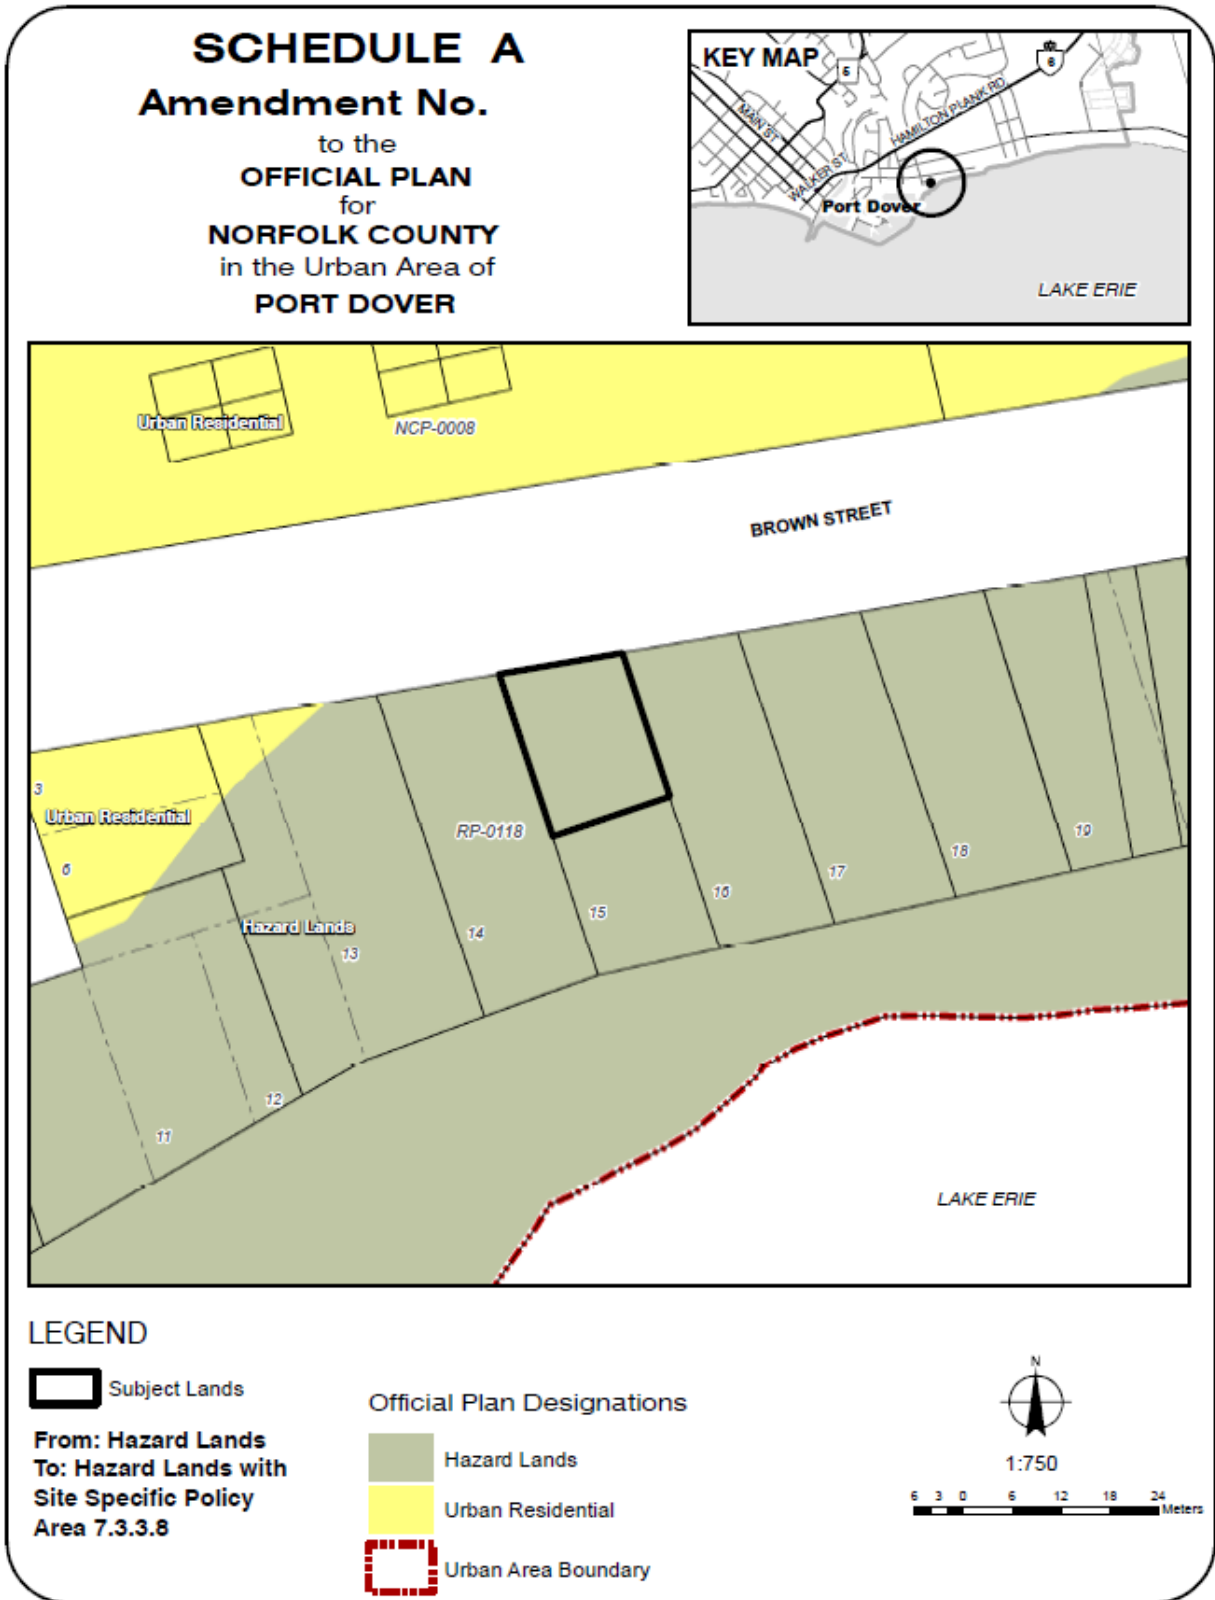 SCHEDULE A
Amendment No.
to the
OFFICIAL PLAN
for
NORFOLK COUNTY
in the Urban Area of
PORT DOVER
KEY MAP
5
6
MAIN ST
HAMILTON PLANK RD
WALKER ST
Port Dover
LAKE ERIE
Urban Residential
NCP-0008
BROWN STREET
3
Urban Residential
6
RP-0118
Hazard Lands
11
12
13
14
15
16
17
18
19
LAKE ERIE
LEGEND
Subject Lands
From: Hazard Lands
To: Hazard Lands with
Site Specific Policy
Area 7.3.3.8
Official Plan Designations
Hazard Lands
Urban Residential
Urban Area Boundary
N
1:750
6 3 0 6 12 18 24
Meters